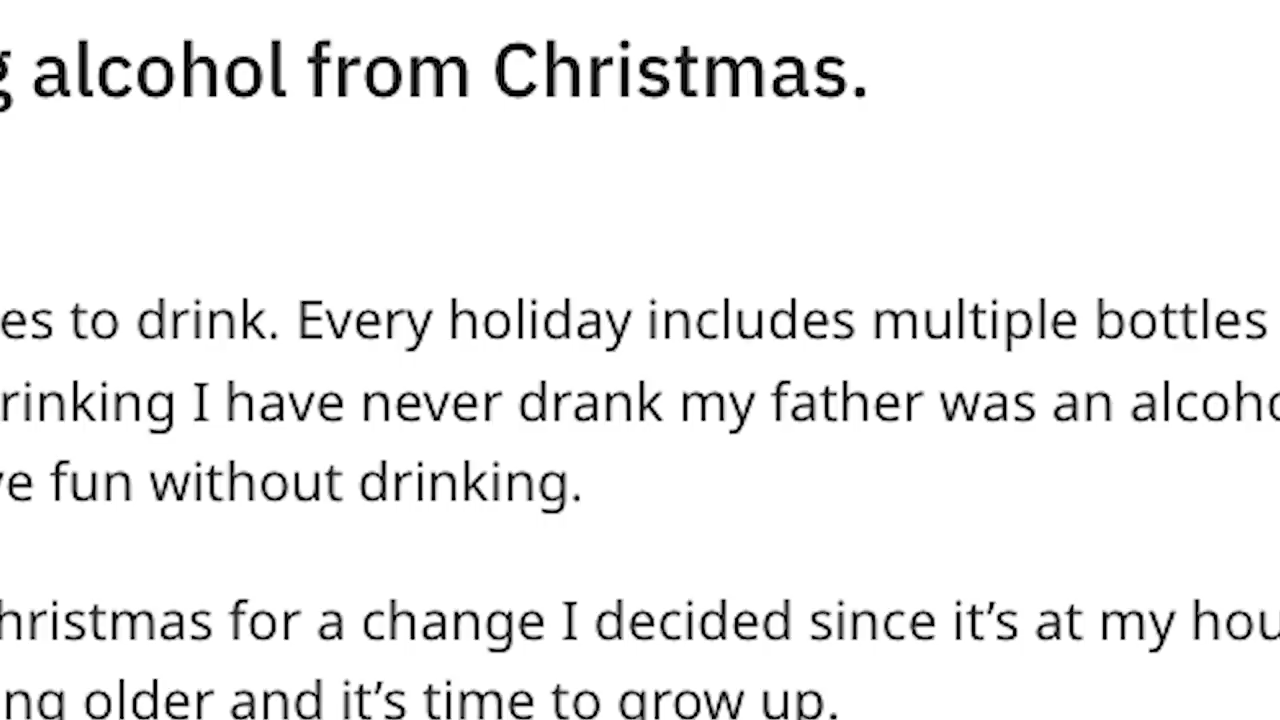 g alcohol from Christmas.
es to drink. Every holiday includes multiple bottles
rinking I have never drank my father was an alcoho
ve fun without drinking.
hristmas for a change I decided since it’s at my hou
ng older and it’s time to grow up.